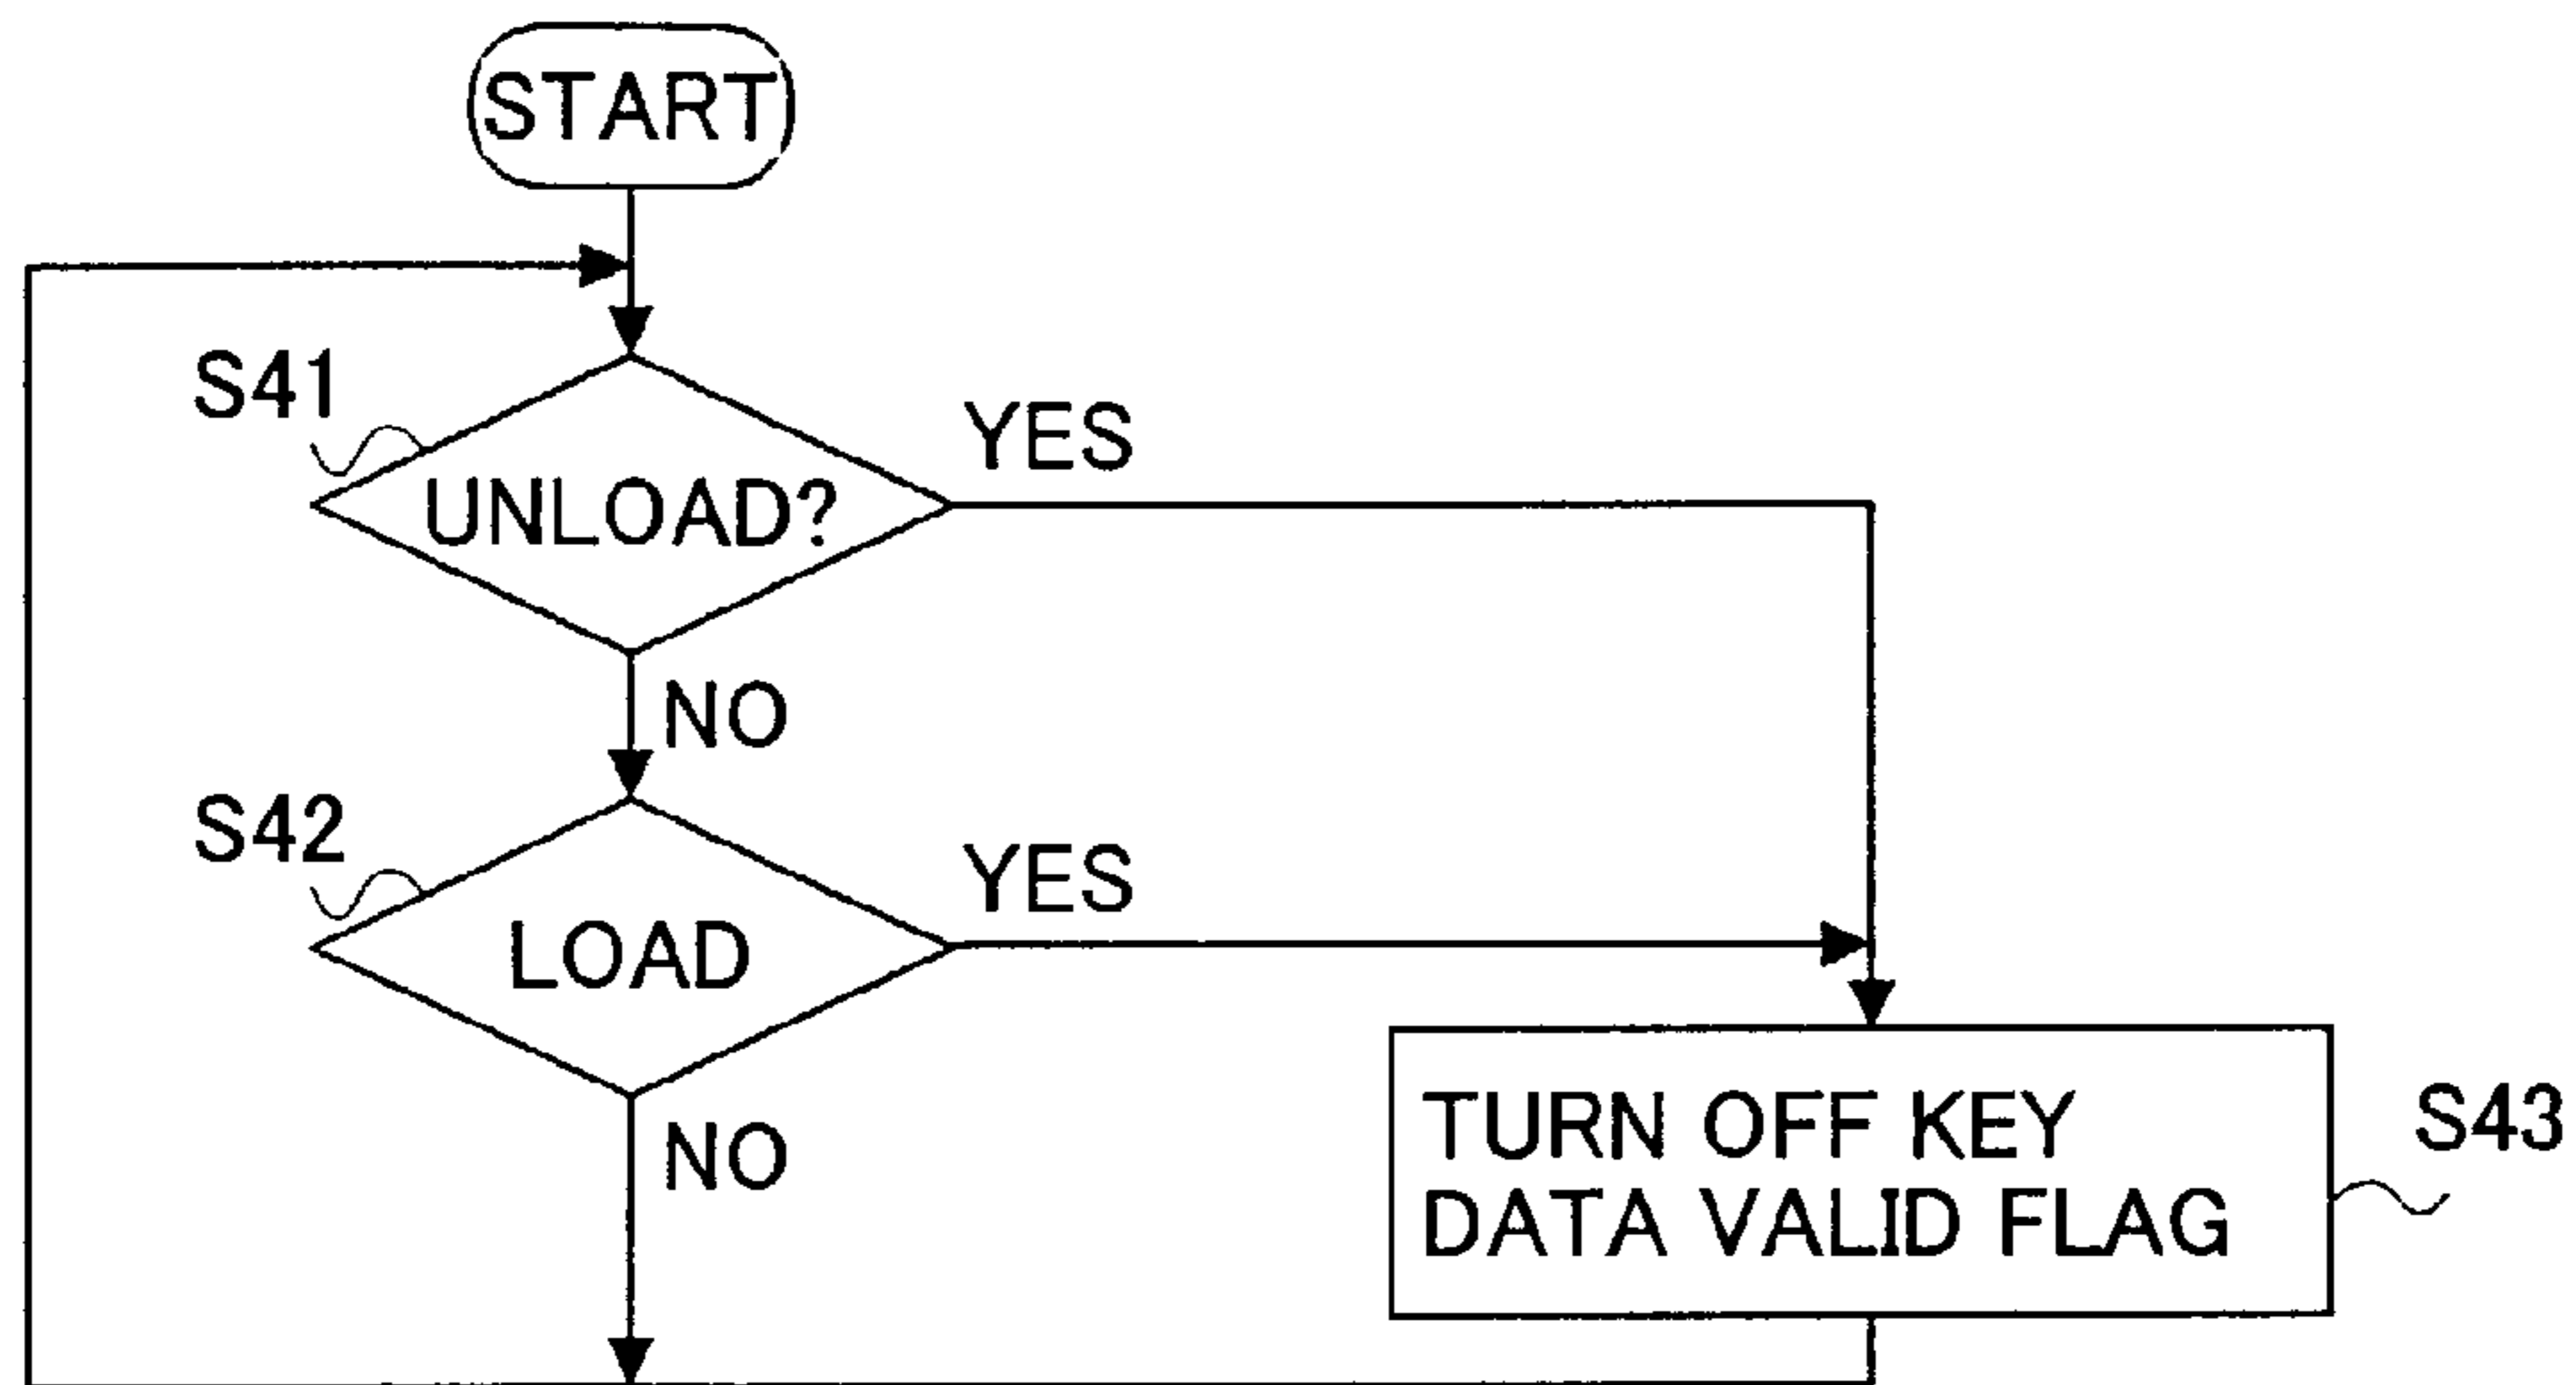 START
S41
YES
UNLOAD?
NO
S42
YES
LOAD
NO
TURN OFF KEY
DATA VALID FLAG
S43